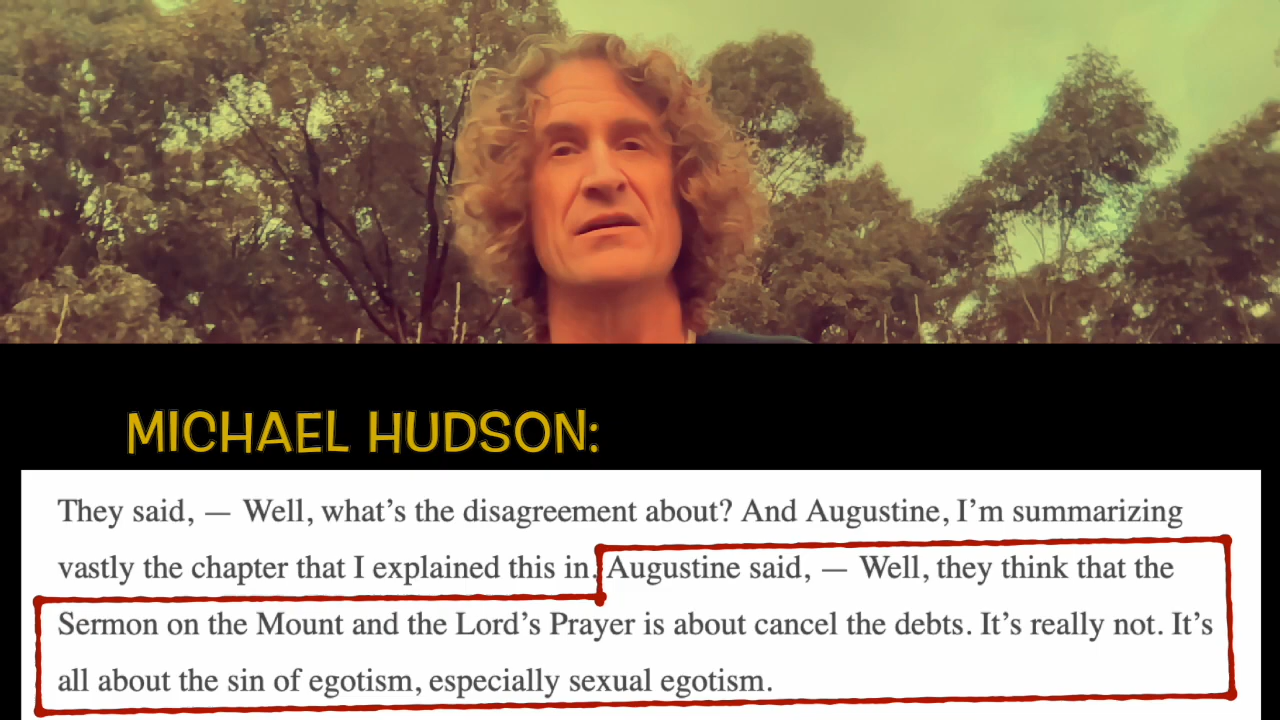 MICHAEL HUDSON:
They said, — Well, what’s the disagreement about? And Augustine, I’m summarizing
vastly the chapter that I explained this in. Augustine said, — Well, they think that the
Sermon on the Mount and the Lord’s Prayer is about cancel the debts. It’s really not. It’s
all about the sin of egotism, especially sexual egotism.